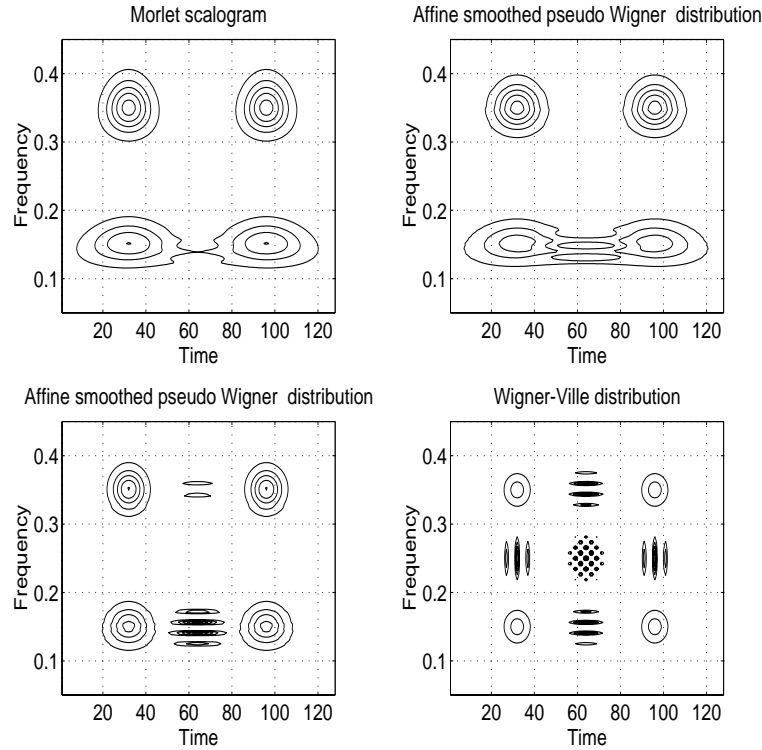 Morlet scalogram
Affine smoothed pseudo Wigner distribution
0.4
0.3
0.2
0.1
Frequency
20 40 60 80 100 120
Time
0.4
0.3
0.2
0.1
Frequency
20 40 60 80 100 120
Time
Affine smoothed pseudo Wigner distribution
Wigner-Ville distribution
0.4
0.3
0.2
0.1
Frequency
20 40 60 80 100 120
Time
0.4
0.3
0.2
0.1
Frequency
20 40 60 80 100 120
Time